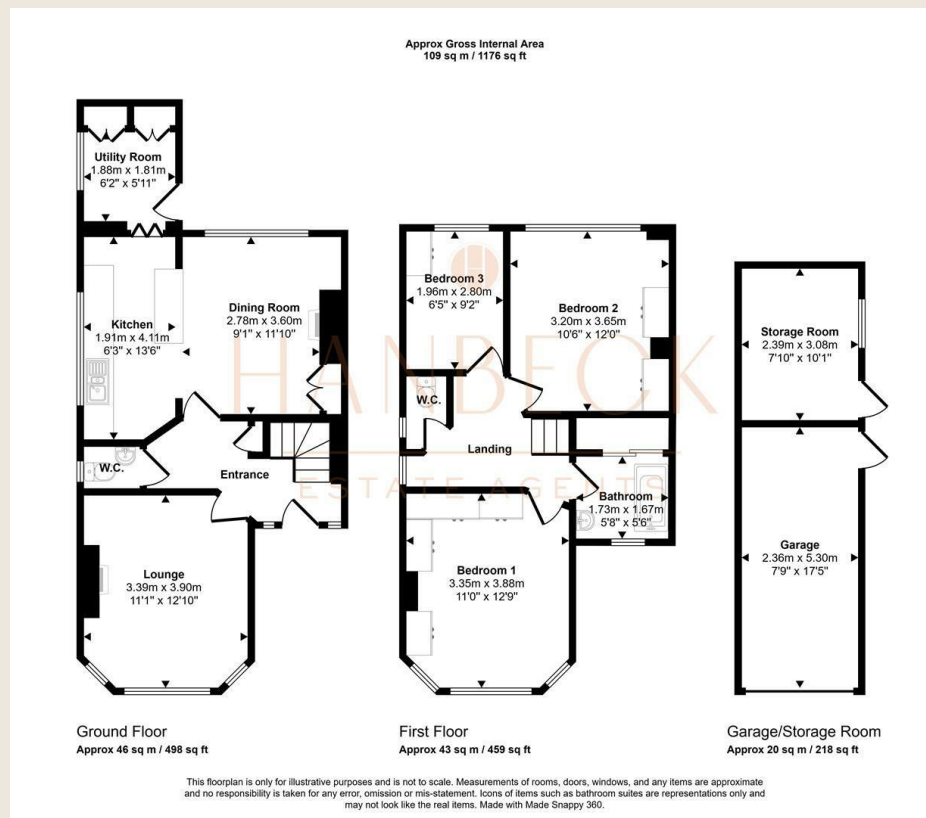 Approx Gross Internal Area
109 sq m / 1176 sq ft
Utility Room
1.88m x 1.81m
6'2" x 5'11"
Kitchen
1.91m x 4.11m
6'3" x 13'6"
Dining Room
2.78m x 3.60m
9'1" x 11'10"
W.C.
Entrance
Lounge
3.39m x 3.90m
11'1" x 12'10"
Bedroom 3
1.96m x 2.80m
6'5" x 9'2"
Bedroom 2
3.20m x 3.65m
10'6" x 12'0"
W.C.
Landing
Bathroom
1.73m x 1.67m
5'8" x 5'6"
Bedroom 1
3.35m x 3.88m
11'0" x 12'9"
Storage Room
2.39m x 3.08m
7'10" x 10'1"
Garage
2.36m x 5.30m
7'9" x 17'5"
H
HANBECK
ESTATE AGENTS
Ground Floor
Approx 46 sq m / 498 sq ft
First Floor
Approx 43 sq m / 459 sq ft
Garage/Storage Room
Approx 20 sq m / 218 sq ft
This floorplan is only for illustrative purposes and is not to scale. Measurements of rooms, doors, windows, and any items are approximate
and no responsibility is taken for any error, omission or mis-statement. Icons of items such as bathroom suites are representations only and
may not look like the real items. Made with Made Snappy 360.